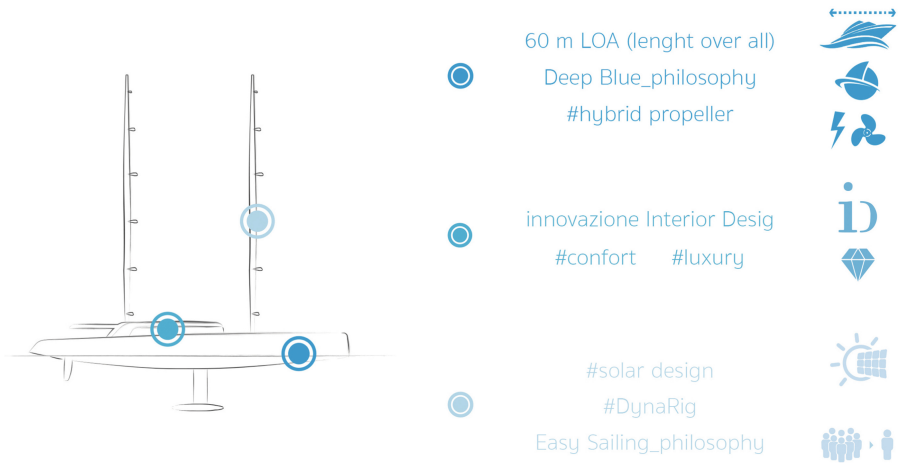 60 m LOA (lenght over all)
Deep Blue_philosophy
#hybrid propeller
iD
innovazione Interior Desig
#confort #luxury
#solar design
#DynaRig
Easy Sailing_philosophy